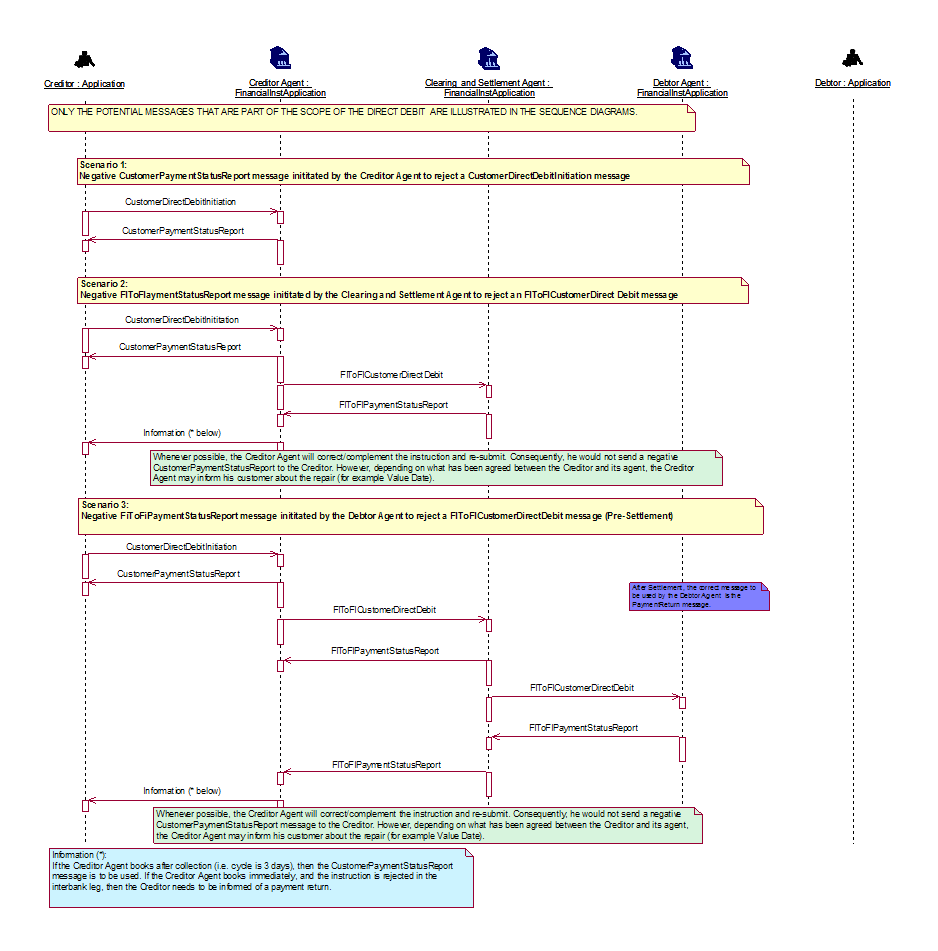 Creditor : Application
Creditor Agent :
FinancialInstApplication
Clearing and Settlement Agent :
FinancialInstApplication
Debtor Agent :
FinancialInstApplication
Debtor : Application
ONLY THE POTENTIAL MESSAGES THAT ARE PART OF THE SCOPE OF THE DIRECT DEBIT ARE ILLUSTRATED IN THE SEQUENCE DIAGRAMS.
Scenario 1:
Negative CustomerPaymentStatusReport message inititated by the Creditor Agent to reject a CustomerDirectDebitInitiation message
CustomerDirectDebitInitiation
CustomerPaymentStatusReport
Scenario 2:
Negative FIToFIaymentStatusReport message inititated by the Clearing and Settlement Agent to reject an FIToFICustomerDirect Debit message
CustomerDirectDebitInititation
CustomerPaymentStatusReport
FIToFICustomerDirectDebit
FIToFIPaymentStatusReport
Information (* below)
Whenever possible, the Creditor Agent will correct/complement the instruction and re-submit. Consequently, he would not send a negative
CustomerPaymentStatusReport to the Creditor. However, depending on what has been agreed between the Creditor and its agent, the Creditor
Agent may inform his customer about the repair (for example Value Date).
Scenario 3:
Negative FiToFiPaymentStatusReport message inititated by the Debtor Agent to reject a FIToFICustomerDirectDebit message (Pre-Settlement)
CustomerDirectDebitInitiation
CustomerPaymentStatusReport
After Settlement, the correct message to
be used by the Debtor Agent is the
PaymentReturn message.
FIToFICustomerDirectDebit
FIToFIPaymentStatusReport
FIToFICustomerDirectDebit
FIToFIPaymentStatusReport
FIToFIPaymentStatusReport
Information (* below)
Whenever possible, the Creditor Agent will correct/complement the instruction and re-submit. Consequently, he would not send a negative
CustomerPaymentStatusReport message to the Creditor. However, depending on what has been agreed between the Creditor and its agent,
the Creditor Agent may inform his customer about the repair (for example Value Date).
Information (*):
If the Creditor Agent books after collection (i.e. cycle is 3 days), then the CustomerPaymentStatusReport
message is to be used. If the Creditor Agent books immediately, and the instruction is rejected in the
interbank leg, then the Creditor needs to be informed of a payment return.